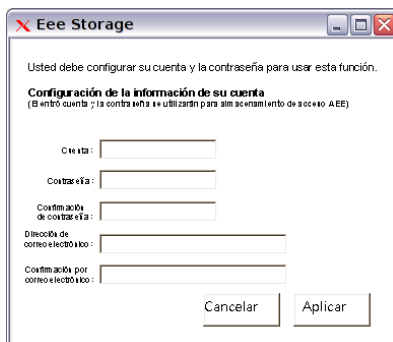 Eee Storage
Usted debe configurar su cuenta y la contraseña para usar esta función.
Configuración de la información de su cuenta
(El entró cuenta y la contraseña se utilizarán para almacenamiento de acceso AEE)
Cuenta :
Contraseña :
Confirmación
de contraseña :
Dirección de
correo electrónico :
Confirmación por
correo electrónico :
Cancelar
Aplicar